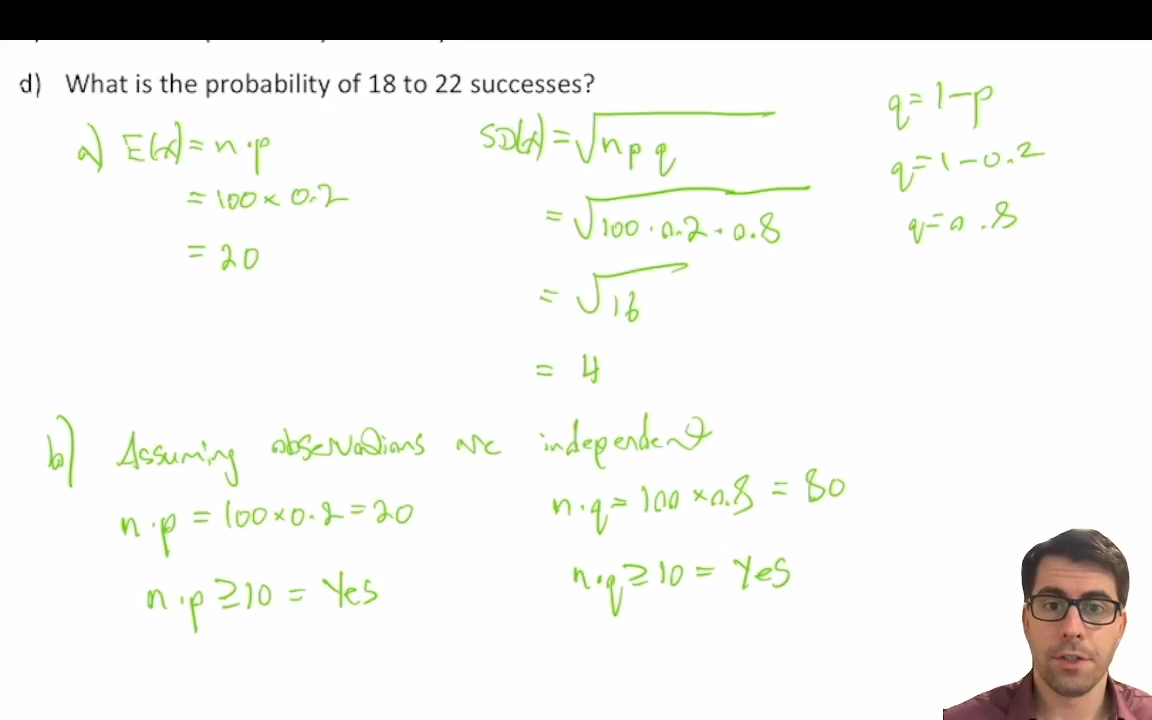 d) What is the probability of 18 to 22 successes?
a) E(x) = n·p
= 100 × 0.2
= 20
SD(x) = √npq
= √100·0.2·0.8
= √16
= 4
q = 1-p
q = 1-0.2
q = 0.8
b) Assuming observations are independent
n·p = 100×0.2 = 20
n·p ≥ 10 = Yes
n·q = 100×0.8 = 80
n·q ≥ 10 = Yes